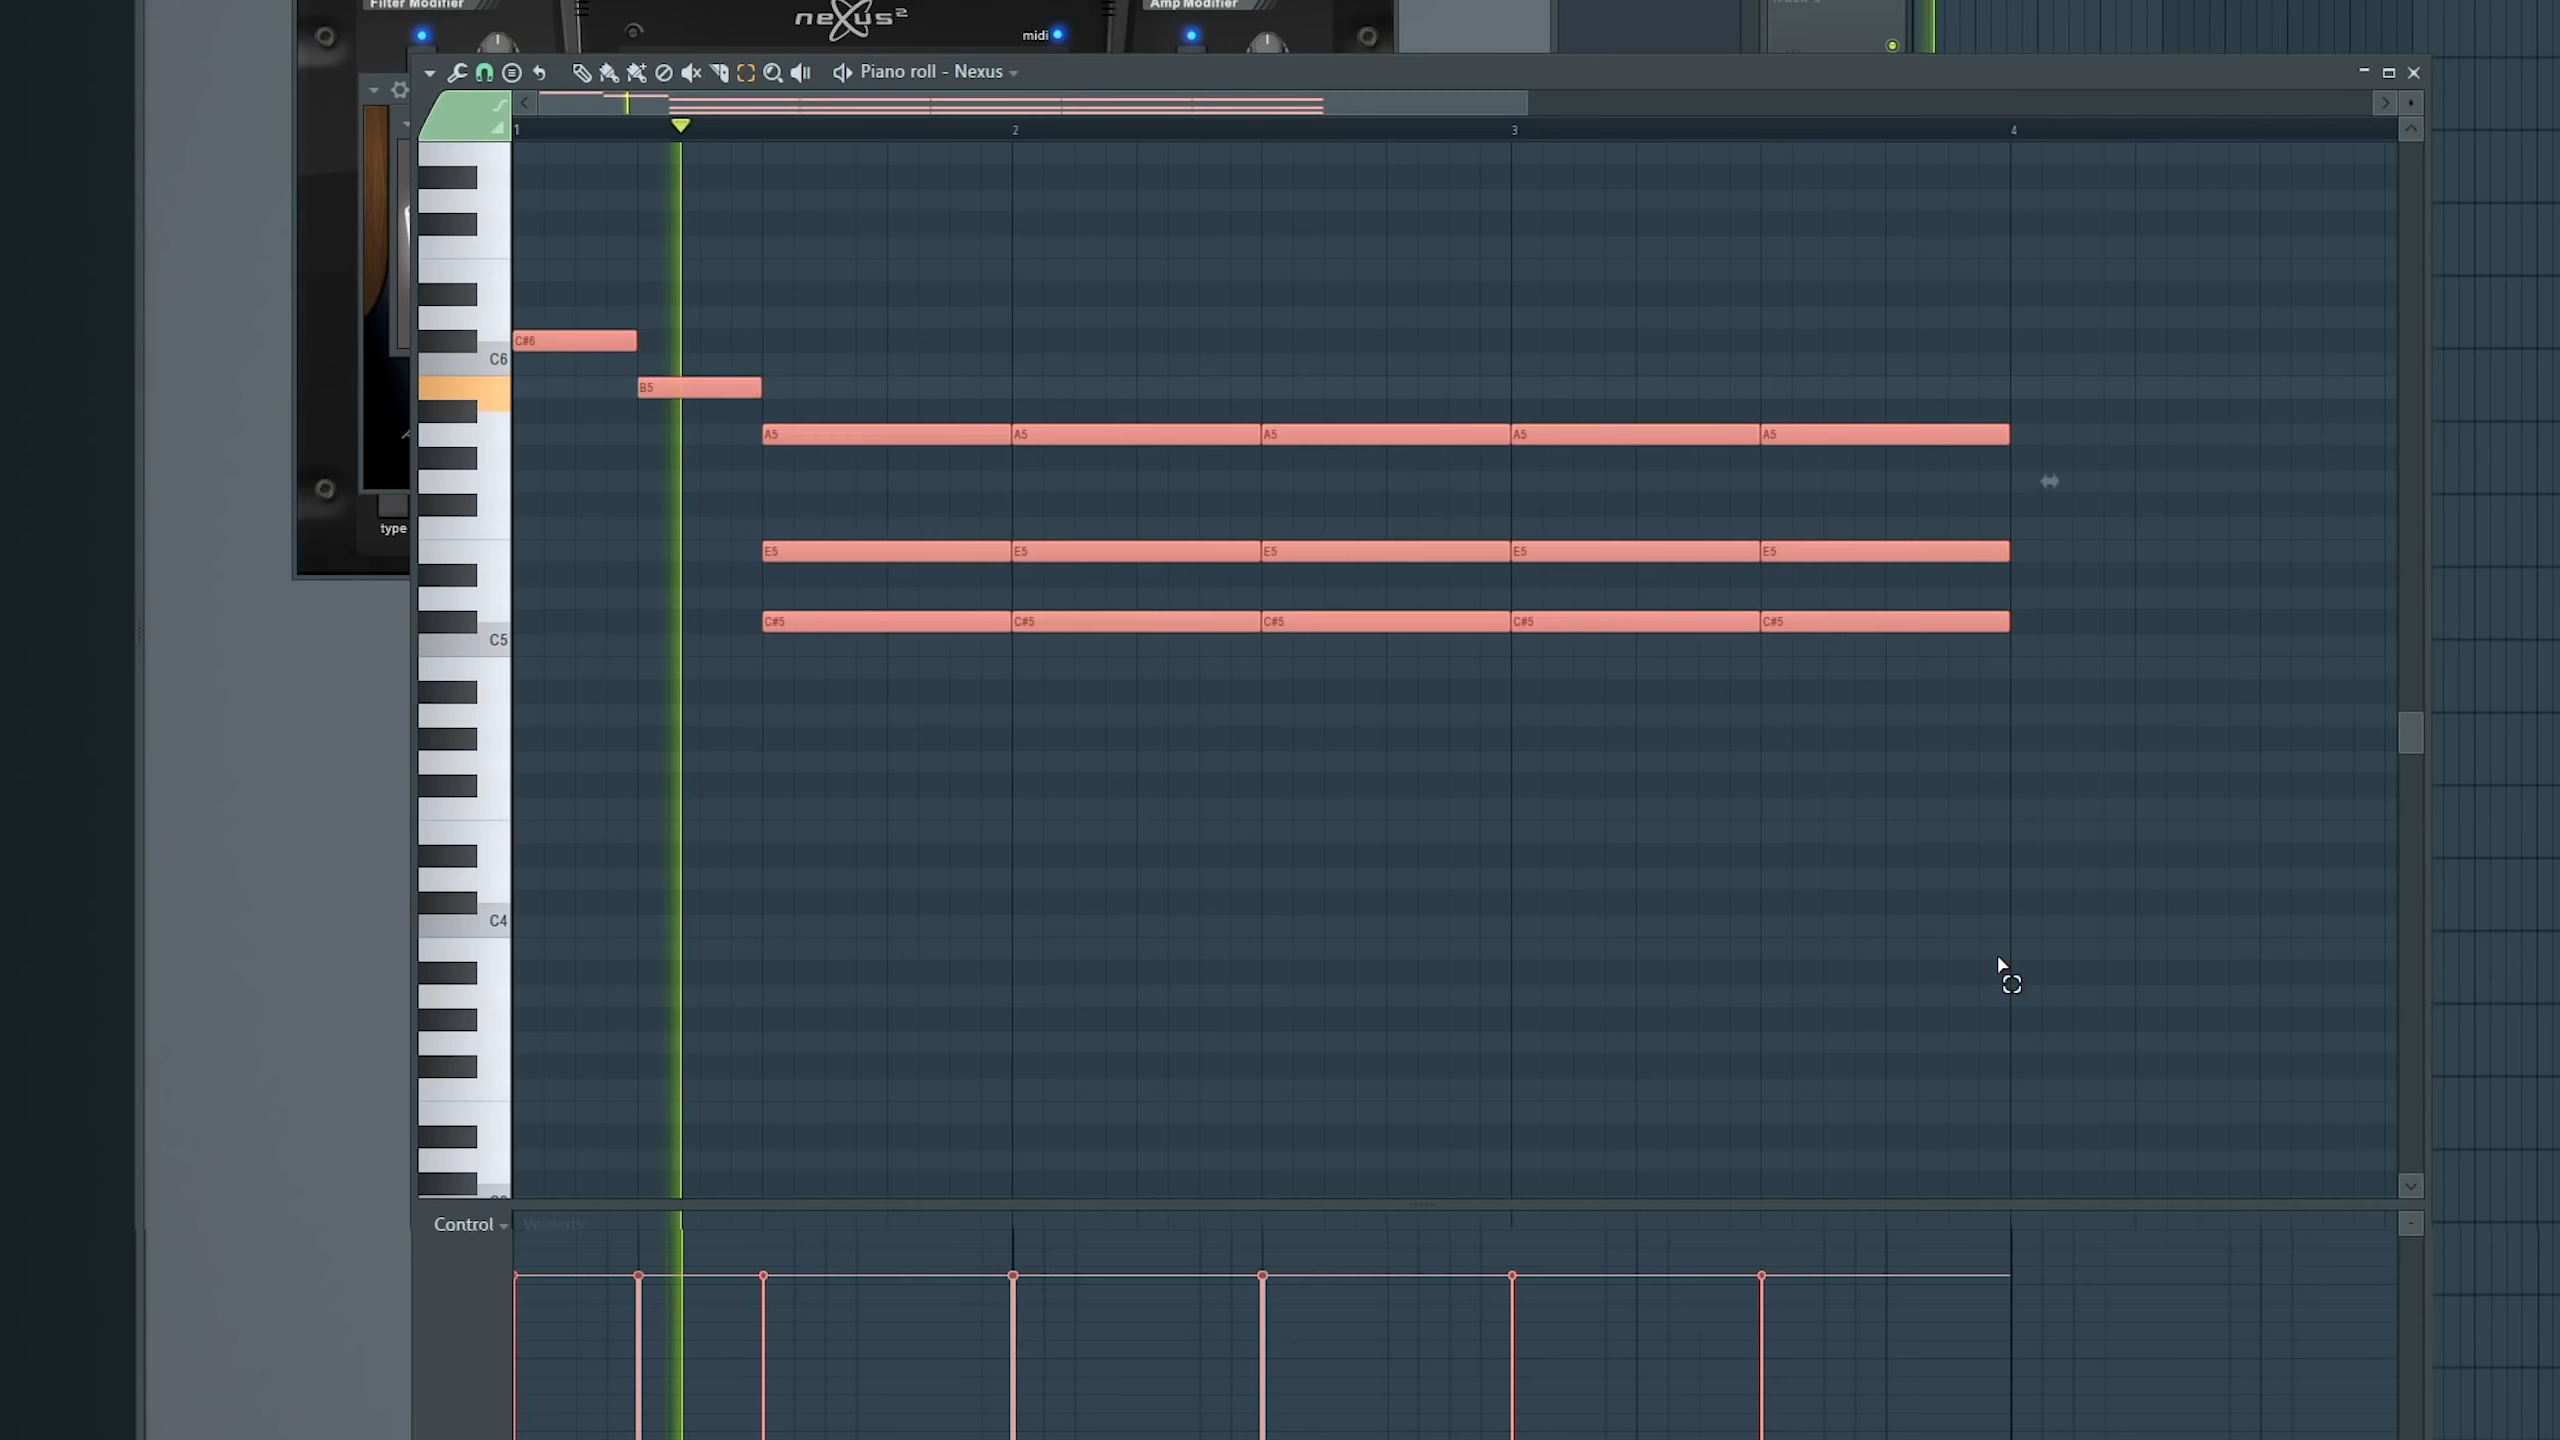 Filter Modifier
nexus²
midi
Amp Modifier
Piano roll - Nexus
1 2 3 4
C#6
C6
B5
A5 A5 A5 A5 A5
type
E5 E5 E5 E5 E5
C#5 C#5 C#5 C#5 C#5
C5
C4
Control Velocity